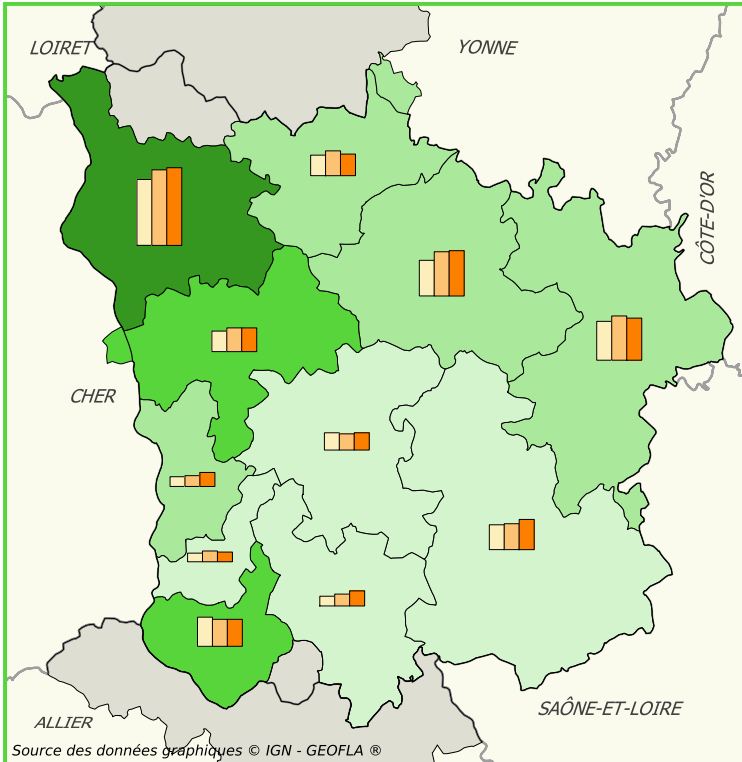 LOIRET
YONNE
CÔTE-D'OR
CHER
SAÔNE-ET-LOIRE
ALLIER
Source des données graphiques © IGN - GEOFLA ®